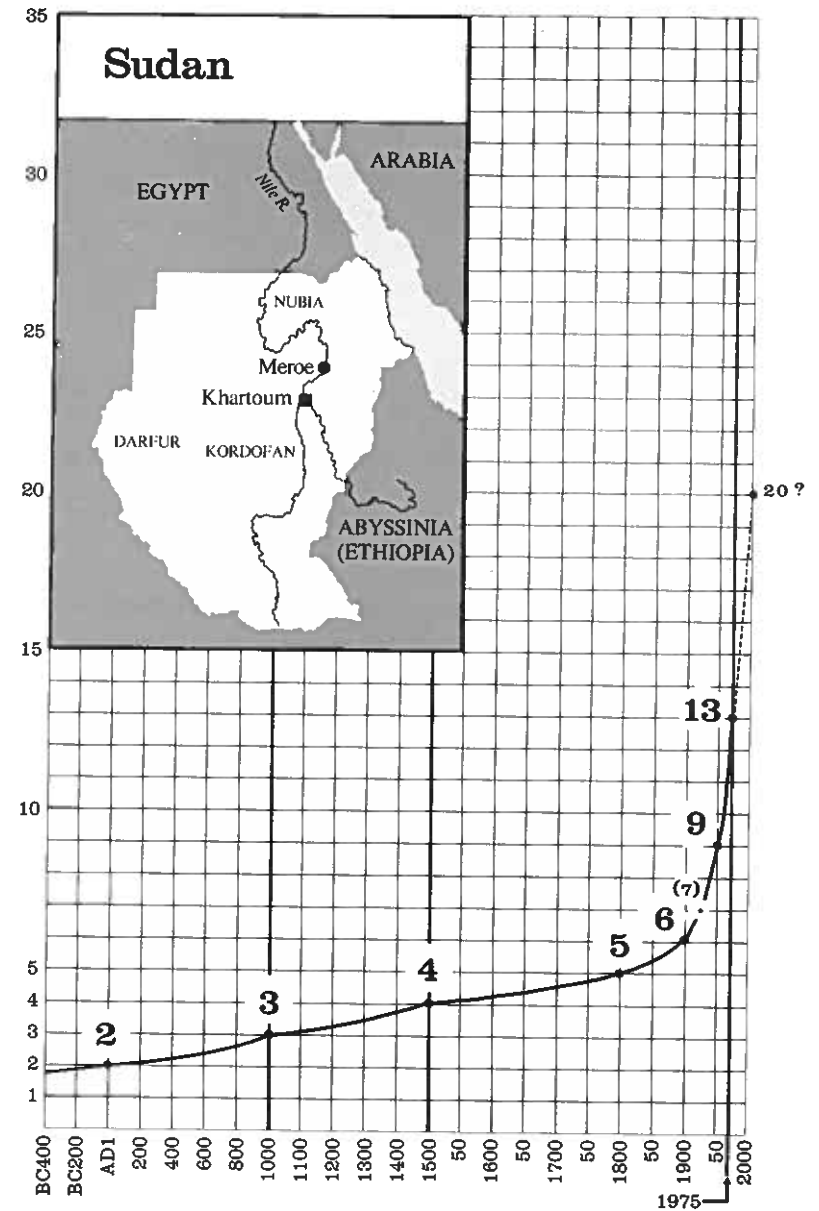 35
Sudan
ARABIA
30
EGYPT
Nile R.
NUBIA
25
Meroe
Khartoum
DARFUR
KORDOFAN
20
20 ?
ABYSSINIA
(ETHIOPIA)
15
13
10
9
(7)
6
5
5
4
4
3
3
2
2
1
BC400
BC200
AD1
200
400
600
800
1000
1100
1200
1300
1400
1500
50
1600
50
1700
50
1800
50
1900
50
2000
1975